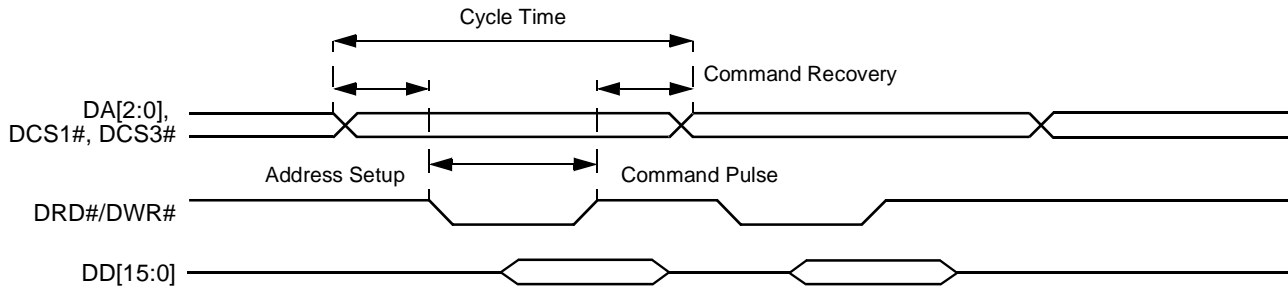 Cycle Time
Command Recovery
DA[2:0],
DCS1#, DCS3#
Address Setup
Command Pulse
DRD#/DWR#
DD[15:0]